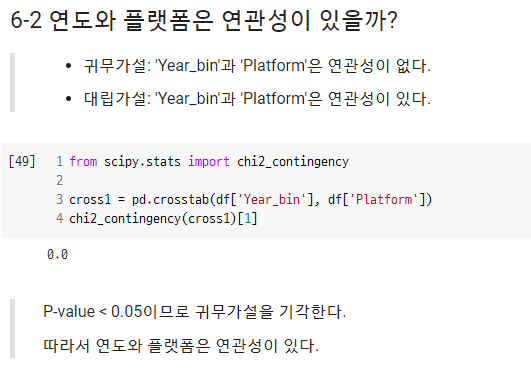 6-2 연도와 플랫폼은 연관성이 있을까?
• 귀무가설: 'Year_bin'과 'Platform'은 연관성이 없다.
• 대립가설: 'Year_bin'과 'Platform'은 연관성이 있다.
[49] 1 from scipy.stats import chi2_contingency
2
3 cross1 = pd.crosstab(df['Year_bin'], df['Platform'])
4 chi2_contingency(cross1)[1]
0.0
P-value < 0.05이므로 귀무가설을 기각한다.
따라서 연도와 플랫폼은 연관성이 있다.